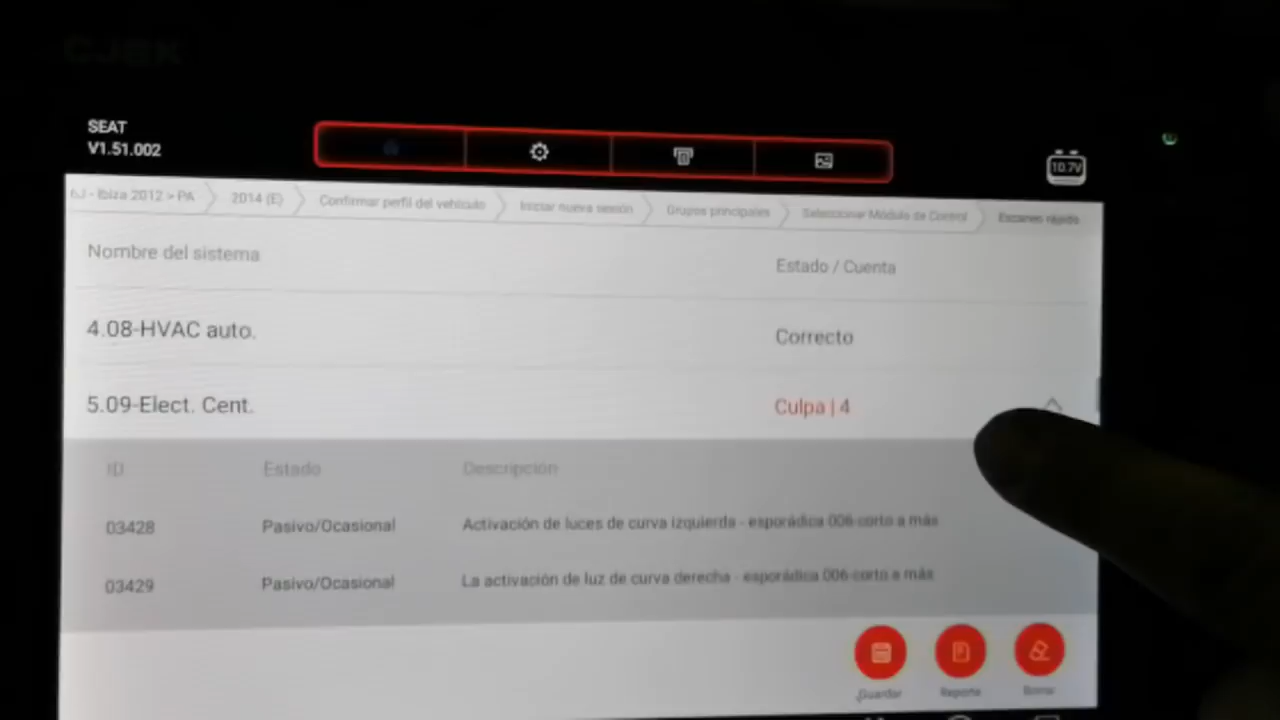 SEAT
V1.51.002
10.7V
6J - Ibiza 2012 > PA
2014 (E)
Confirmar perfil del vehículo
Iniciar nueva sesión
Grupos principales
Seleccionar Módulo de Control
Escaneo rápido
Nombre del sistema
Estado / Cuenta
4.08-HVAC auto.
Correcto
5.09-Elect. Cent.
Culpa | 4
ID
Estado
Descripción
03428
Pasivo/Ocasional
Activación de luces de curva izquierda - esporádica 006 corto a más
03429
Pasivo/Ocasional
La activación de luz de curva derecha - esporádica 006 corto a más
Guardar
Reporte
Borrar